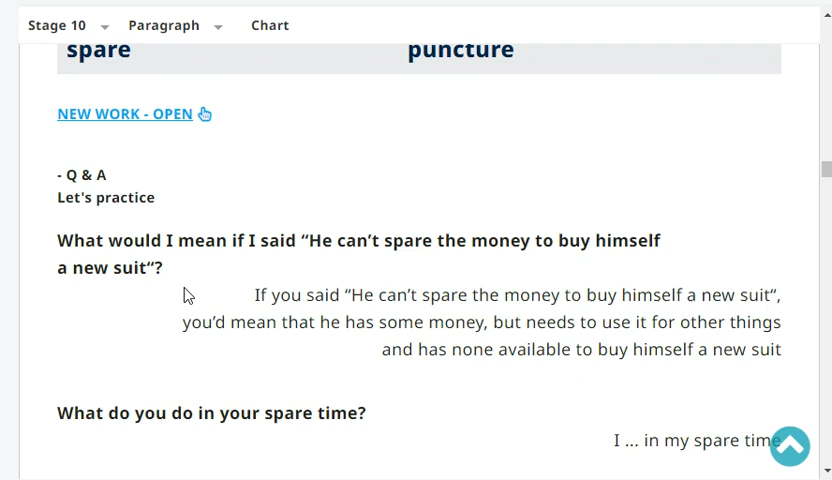 Stage 10 Paragraph Chart
spare puncture
NEW WORK - OPEN
- Q & A
Let's practice
What would I mean if I said “He can’t spare the money to buy himself
a new suit“?
If you said “He can’t spare the money to buy himself a new suit“,
you’d mean that he has some money, but needs to use it for other things
and has none available to buy himself a new suit
What do you do in your spare time?
I ... in my spare time